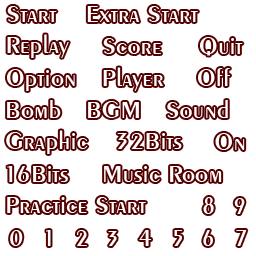 Start Extra Start
Replay Score Quit
Option Player Off
Bomb BGM Sound
Graphic 32Bits On
16Bits Music Room
Practice Start 8 9
0 1 2 3 4 5 6 7